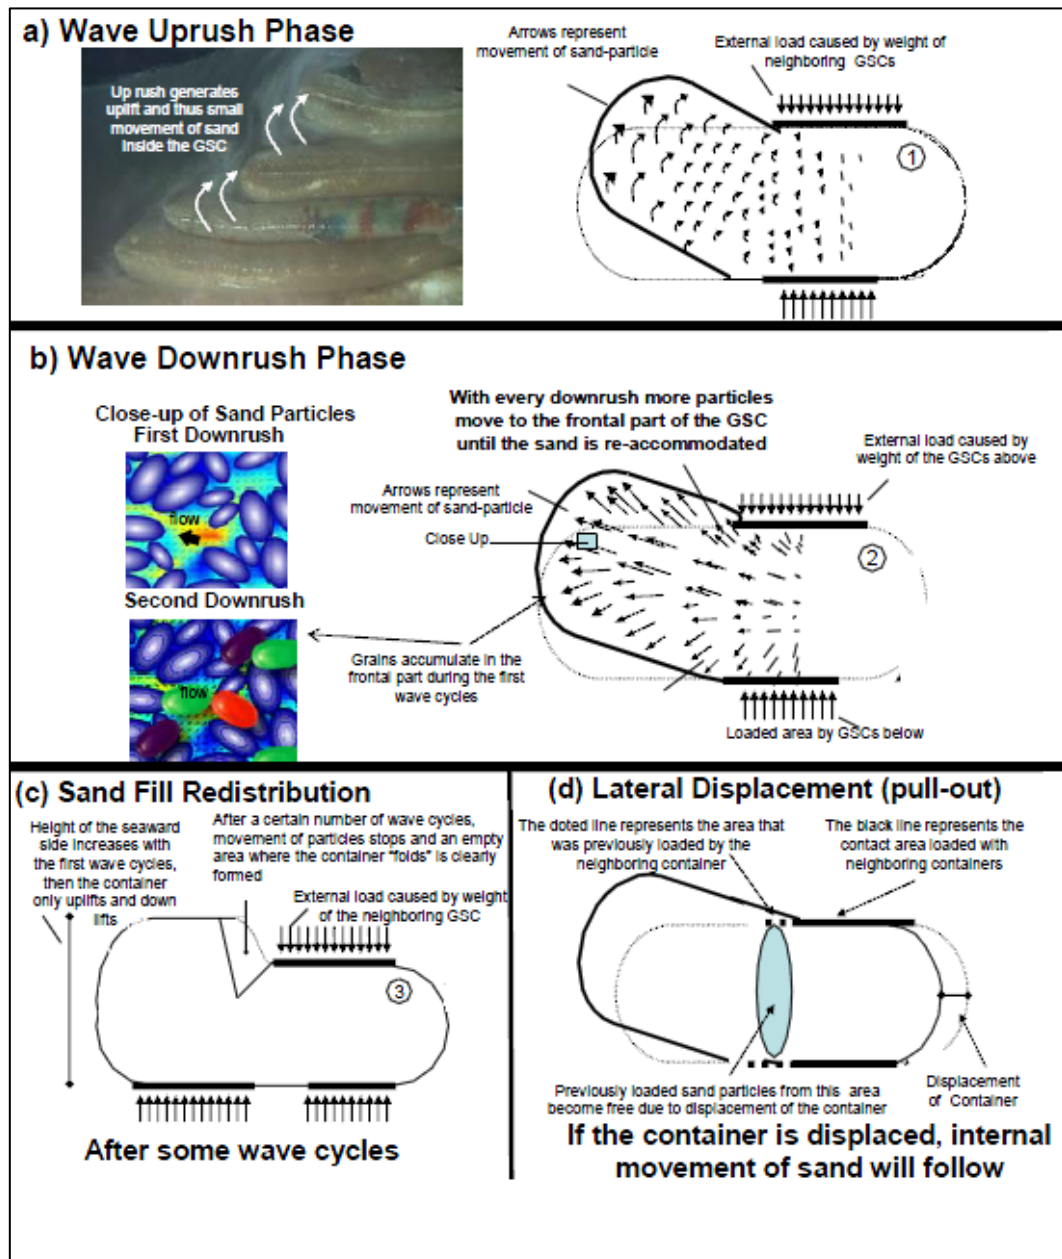 a) Wave Uprush Phase
Arrows represent
movement of sand-particle
External load caused by weight of
neighboring GSCs
Up rush generates
uplift and thus small
movement of sand
inside the GSC
1
b) Wave Downrush Phase
Close-up of Sand Particles
First Downrush
flow
Second Downrush
flow
With every downrush more particles
move to the frontal part of the GSC
until the sand is re-accommodated
External load caused by
weight of the GSCs above
Arrows represent
movement of sand-particle
Close Up
2
Grains accumulate in the
frontal part during the first
wave cycles
Loaded area by GSCs below
(c) Sand Fill Redistribution
Height of the seaward
side increases with
the first wave cycles,
then the container
only uplifts and down
lifts
After a certain number of wave cycles,
movement of particles stops and an empty
area where the container "folds" is clearly
formed
External load caused by weight
of the neighboring GSC
3
After some wave cycles
(d) Lateral Displacement (pull-out)
The doted line represents the area that
was previously loaded by the
neighboring container
The black line represents the
contact area loaded with
neighboring containers
Previously loaded sand particles from this area
become free due to displacement of the container
Displacement
of Container
If the container is displaced, internal
movement of sand will follow